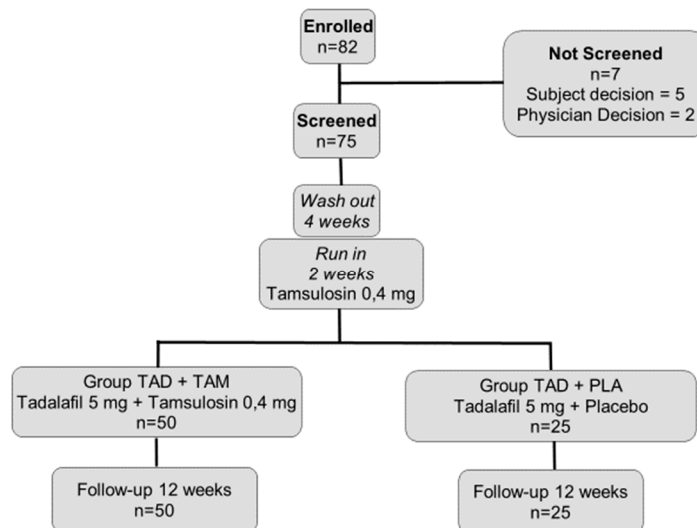 Enrolled
n=82
Not Screened
n=7
Subject decision = 5
Physician Decision = 2
Screened
n=75
Wash out
4 weeks
Run in
2 weeks
Tamsulosin 0,4 mg
Group TAD + TAM
Tadalafil 5 mg + Tamsulosin 0,4 mg
n=50
Group TAD + PLA
Tadalafil 5 mg + Placebo
n=25
Follow-up 12 weeks
n=50
Follow-up 12 weeks
n=25